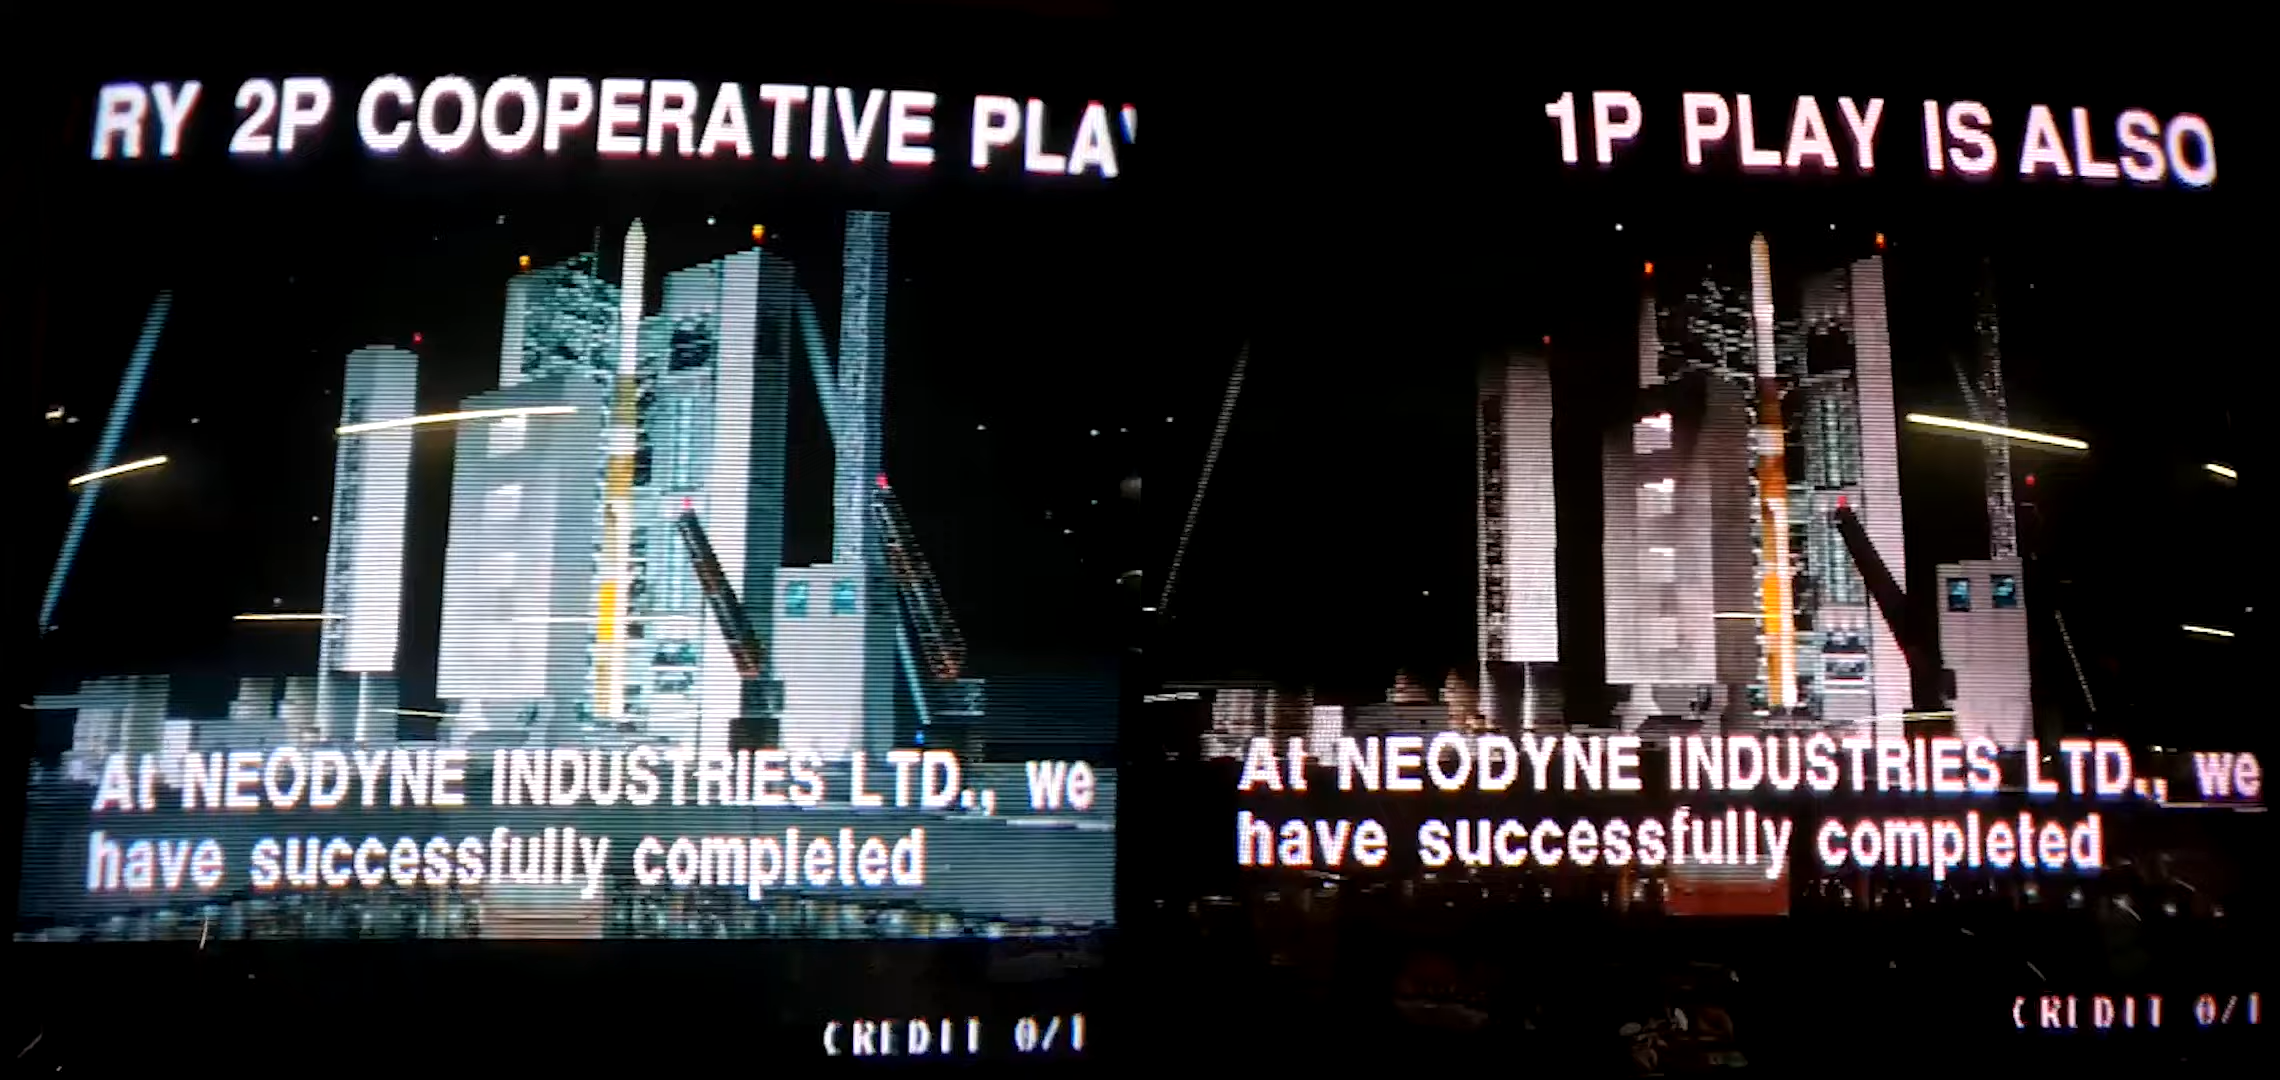 RY 2P COOPERATIVE PLA
At NEODYNE INDUSTRIES LTD., we
have successfully completed
CREDIT 0/1
1P PLAY IS ALSO
At NEODYNE INDUSTRIES LTD., we
have successfully completed
CREDIT 0/1